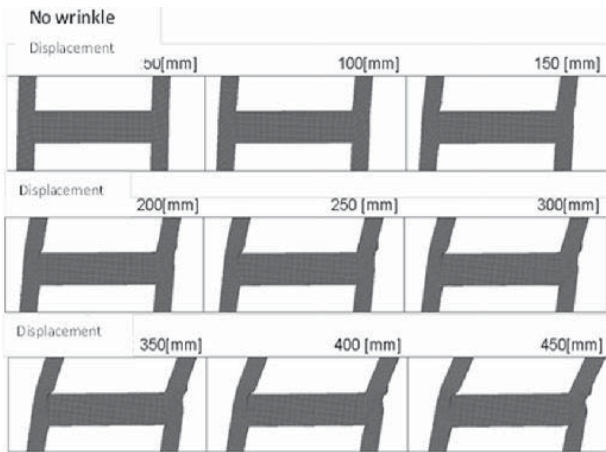 No wrinkle
Displacement
50[mm] 100[mm] 150 [mm]
Displacement
200[mm] 250 [mm] 300[mm]
Displacement
350[mm] 400 [mm] 450[mm]